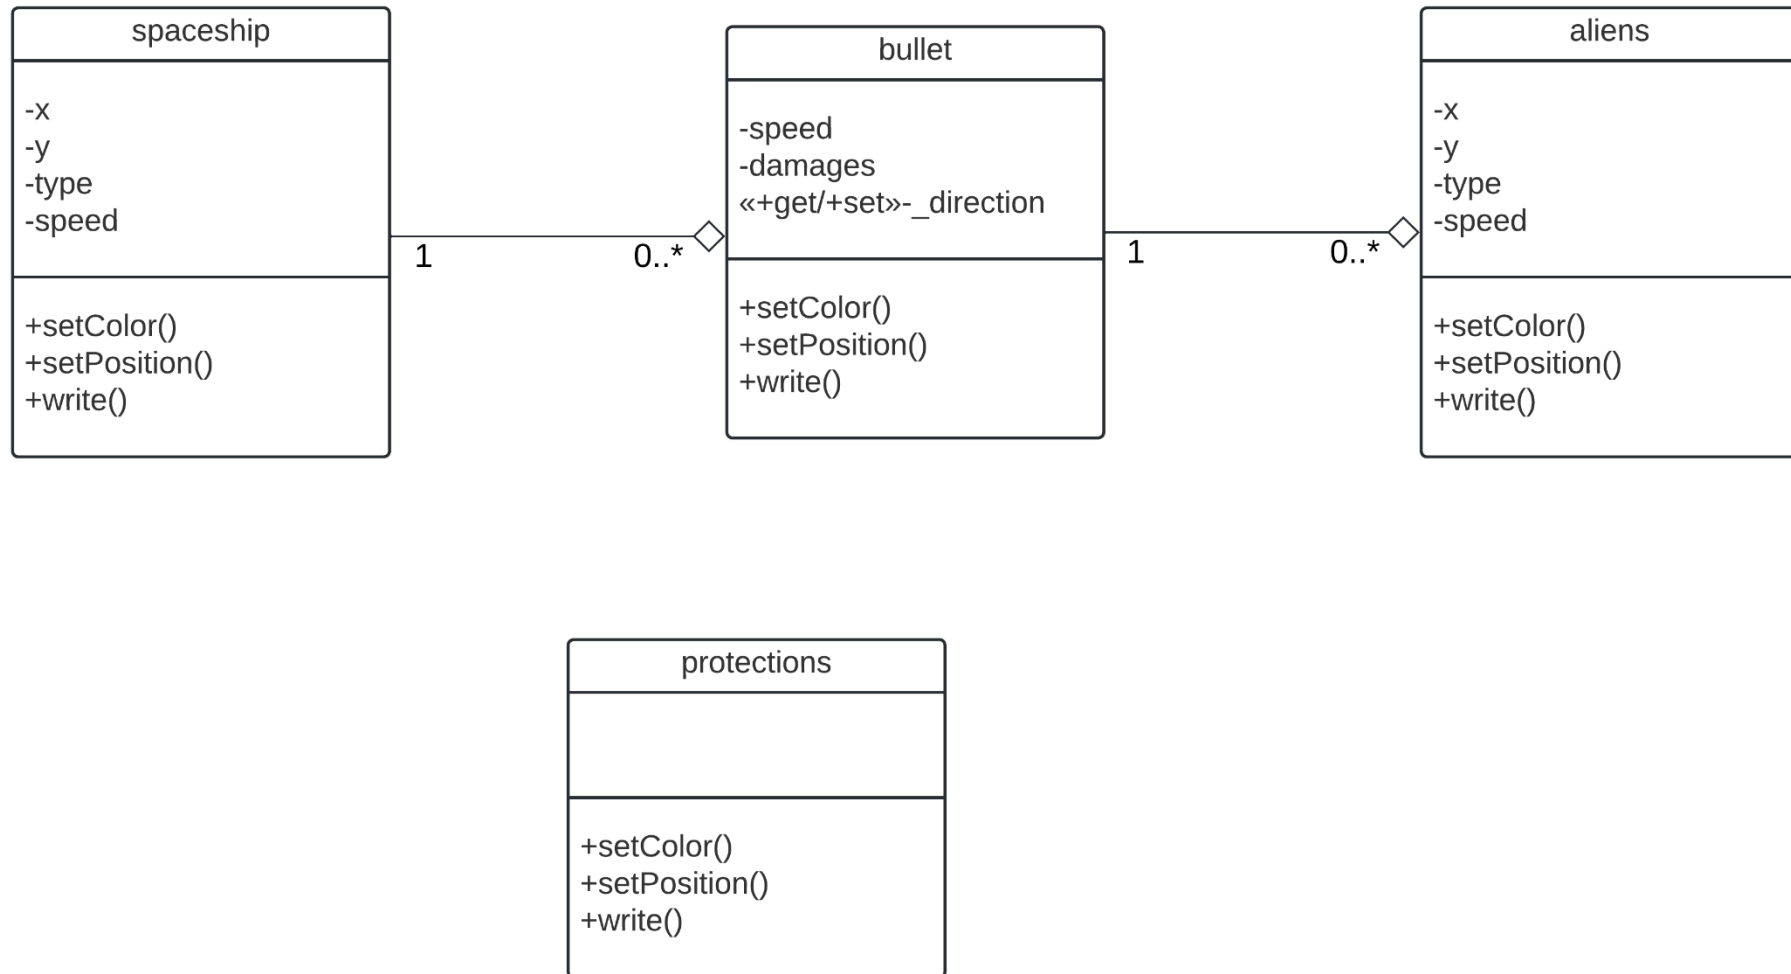 spaceship
-x
-y
-type
-speed
+setColor()
+setPosition()
+write()
1
0..*
bullet
-speed
-damages
«+get/+set»-_direction
+setColor()
+setPosition()
+write()
1
0..*
aliens
-x
-y
-type
-speed
+setColor()
+setPosition()
+write()
protections
+setColor()
+setPosition()
+write()